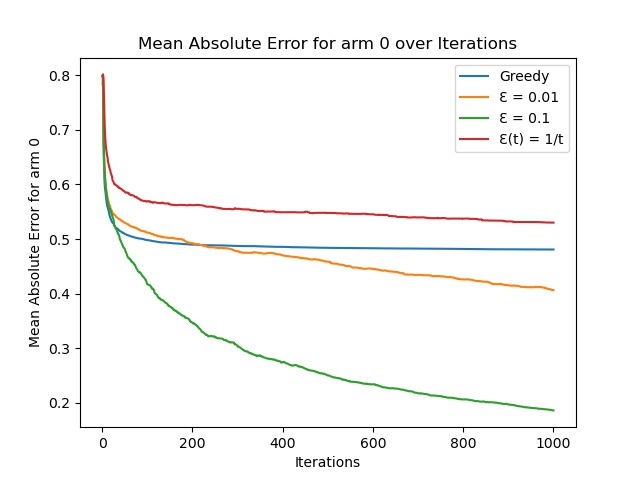 Mean Absolute Error for arm 0 over Iterations
Greedy
Ɛ = 0.01
Ɛ = 0.1
Ɛ(t) = 1/t
Mean Absolute Error for arm 0
0.8
0.7
0.6
0.5
0.4
0.3
0.2
0
200
400
600
800
1000
Iterations